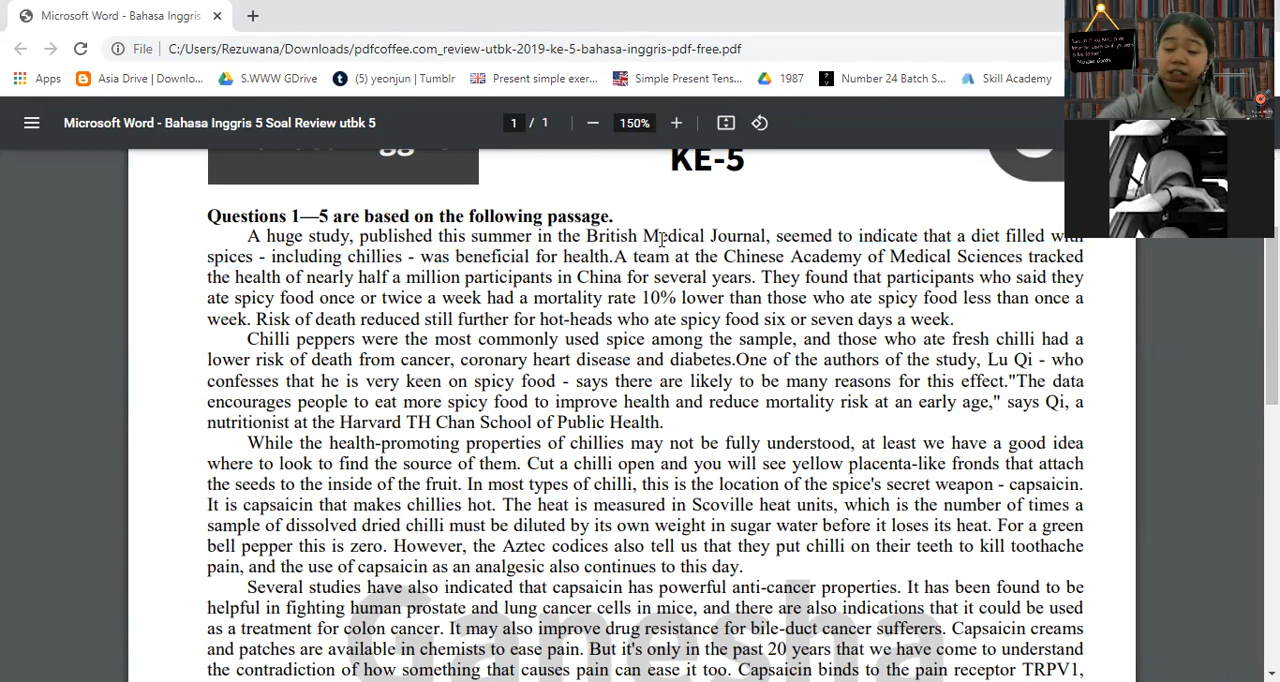 Microsoft Word - Bahasa Inggris
File C:/Users/Rezuwana/Downloads/pdfcofree.com_review-utbk-2019-ke-5-bahasa-inggris-pdf-free.pdf
Apps Asia Drive | Downlo... S.WWW GDrive (5) yeonjun | Tumblr Present simple exer... Simple Present Tens... 1987 Number 24 Batch S... Skill Academy
Microsoft Word - Bahasa Inggris 5 Soal Review utbk 5 1 / 1 150%
KE-5
Questions 1—5 are based on the following passage.
A huge study, published this summer in the British Medical Journal, seemed to indicate that a diet filled with
spices - including chillies - was beneficial for health.A team at the Chinese Academy of Medical Sciences tracked
the health of nearly half a million participants in China for several years. They found that participants who said they
ate spicy food once or twice a week had a mortality rate 10% lower than those who ate spicy food less than once a
week. Risk of death reduced still further for hot-heads who ate spicy food six or seven days a week.
Chilli peppers were the most commonly used spice among the sample, and those who ate fresh chilli had a
lower risk of death from cancer, coronary heart disease and diabetes.One of the authors of the study, Lu Qi - who
confesses that he is very keen on spicy food - says there are likely to be many reasons for this effect."The data
encourages people to eat more spicy food to improve health and reduce mortality risk at an early age," says Qi, a
nutritionist at the Harvard TH Chan School of Public Health.
While the health-promoting properties of chillies may not be fully understood, at least we have a good idea
where to look to find the source of them. Cut a chilli open and you will see yellow placenta-like fronds that attach
the seeds to the inside of the fruit. In most types of chilli, this is the location of the spice's secret weapon - capsaicin.
It is capsaicin that makes chillies hot. The heat is measured in Scoville heat units, which is the number of times a
sample of dissolved dried chilli must be diluted by its own weight in sugar water before it loses its heat. For a green
bell pepper this is zero. However, the Aztec codices also tell us that they put chilli on their teeth to kill toothache
pain, and the use of capsaicin as an analgesic also continues to this day.
Several studies have also indicated that capsaicin has powerful anti-cancer properties. It has been found to be
helpful in fighting human prostate and lung cancer cells in mice, and there are also indications that it could be used
as a treatment for colon cancer. It may also improve drug resistance for bile-duct cancer sufferers. Capsaicin creams
and patches are available in chemists to ease pain. But it's only in the past 20 years that we have come to understand
the contradiction of how something that causes pain can ease it too. Capsaicin binds to the pain receptor TRPV1,
Ganesha